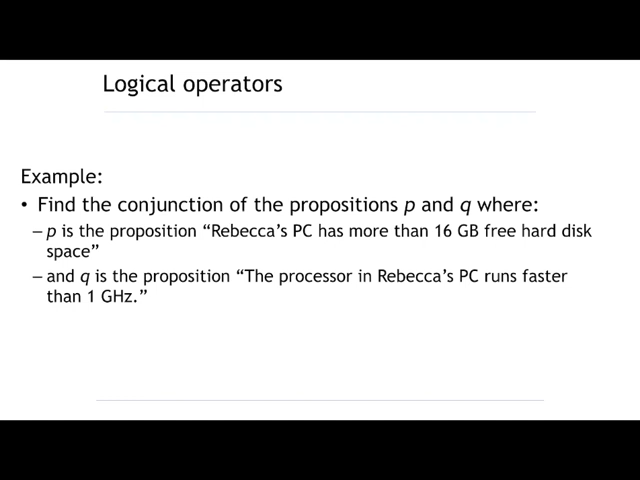 Logical operators
Example:
• Find the conjunction of the propositions p and q where:
– p is the proposition “Rebecca’s PC has more than 16 GB free hard disk
space”
– and q is the proposition “The processor in Rebecca’s PC runs faster
than 1 GHz.”